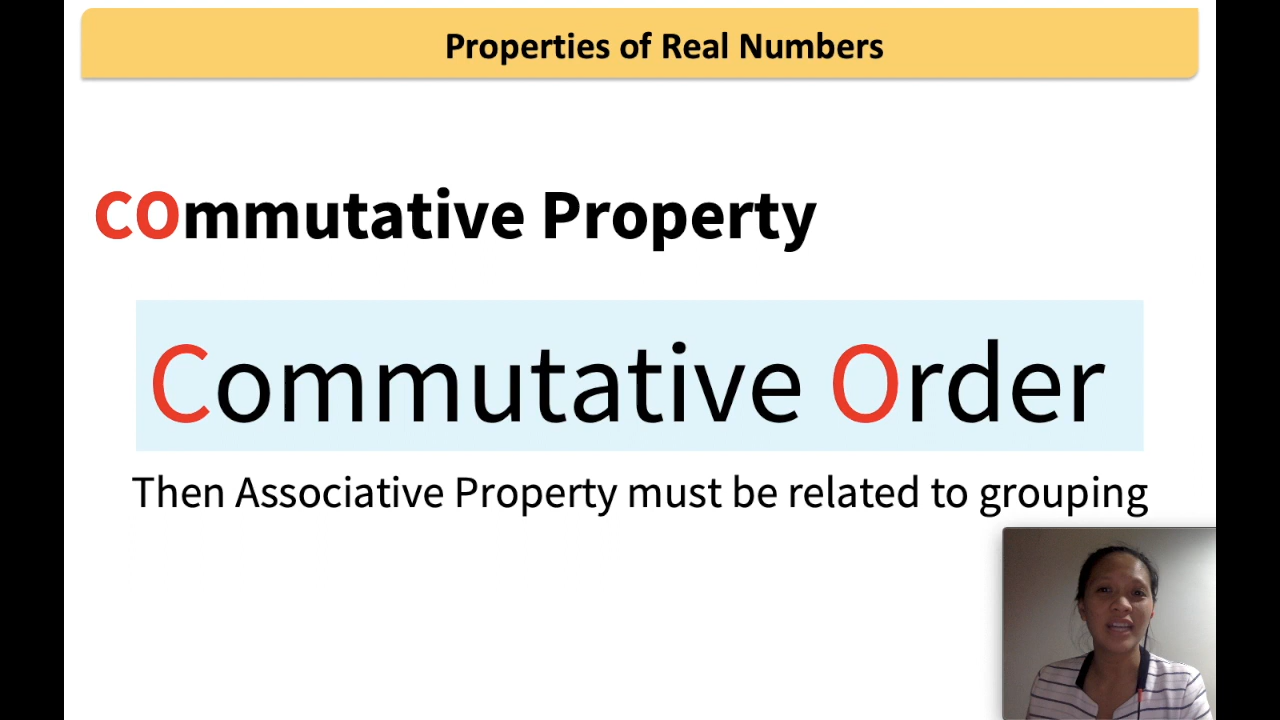 Properties of Real Numbers
COmmutative Property
Commutative Order
Then Associative Property must be related to grouping